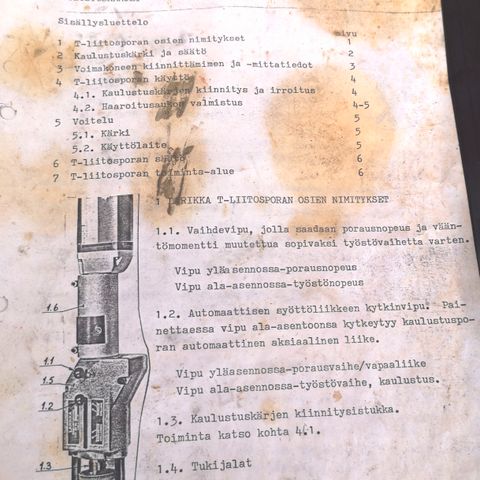 Sisällysluettelo
sivu
1 T-liitosporan osien nimitykset 1
2 Kaulustuskärki ja säätö 2
3 Voimakoneen kiinnittäminen ja -mittatiedot 3
4 T-liitosporan käyttö 4
4.1. Kaulustuskärjen kiinnitys ja irroitus 4
4.2. Haaroitusaukon valmistus 4-5
5 Voitelu 5
5.1. Kärki 5
5.2. Käyttölaite 5
6 T-liitosporan säätö 6
7 T-liitosporan toiminta-alue 6
1 T-LIITOSPORAN OSIEN NIMITYKSET
1.1. Vaihdevipu, jolla saadaan porausnopeus ja vään-
tömomentti muutettua sopivaksi työstövaihetta varten.
Vipu yläasennossa-porausnopeus
Vipu ala-asennossa-työstönopeus
1.2. Automaattisen syöttöliikkeen kytkinvipu. Pai-
nettaessa vipu ala-asentoonsa kytkeytyy kaulustuspo-
ran automaattinen aksiaalinen liike.
Vipu yläasennossa-porausvaihe/vapaaliike
Vipu ala-asennossa-työstövaihe, kaulustus.
1.3. Kaulustuskärjen kiinnitysistukka.
Toiminta katso kohta 4.1.
1.4. Tukijalat
1.6
1.1
1.5
1.2
1.3